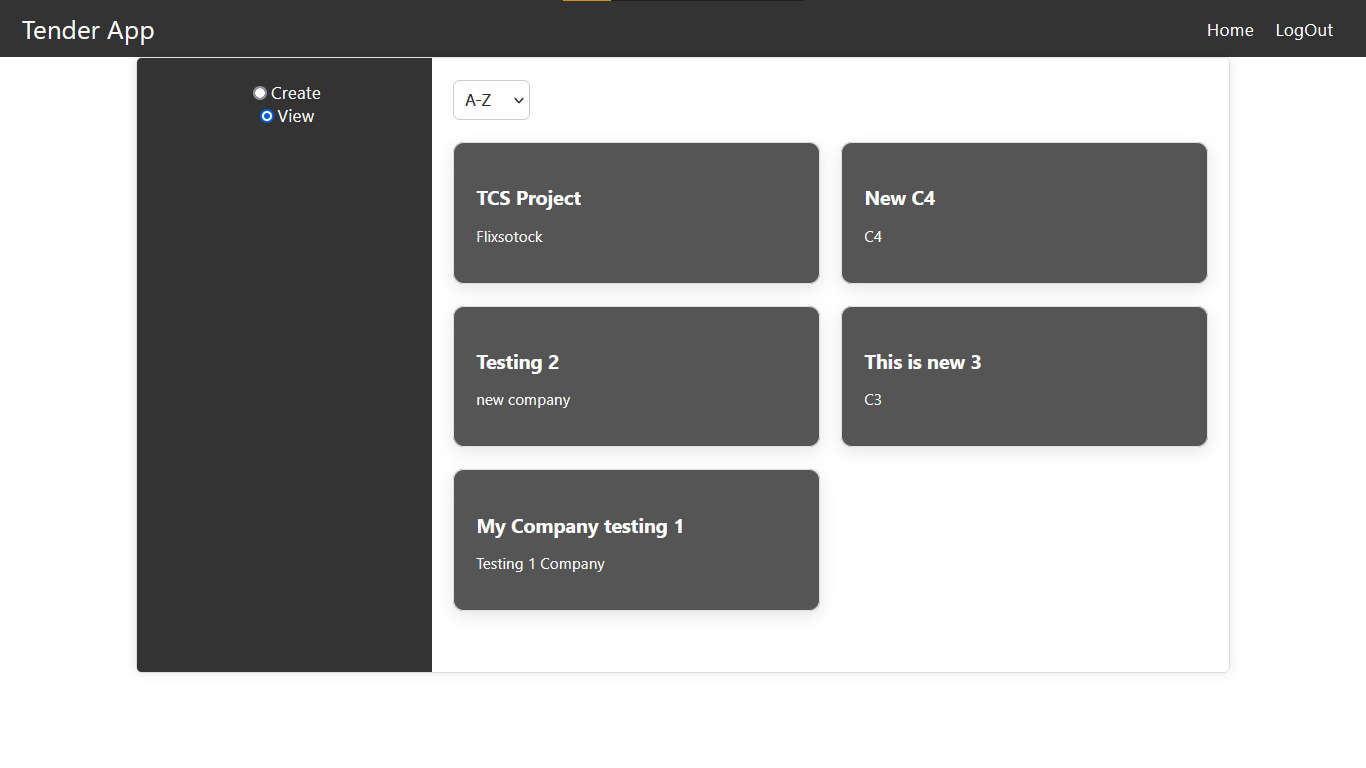 Tender App
Home LogOut
Create
View
A-Z
TCS Project
Flixsotock
New C4
C4
Testing 2
new company
This is new 3
C3
My Company testing 1
Testing 1 Company